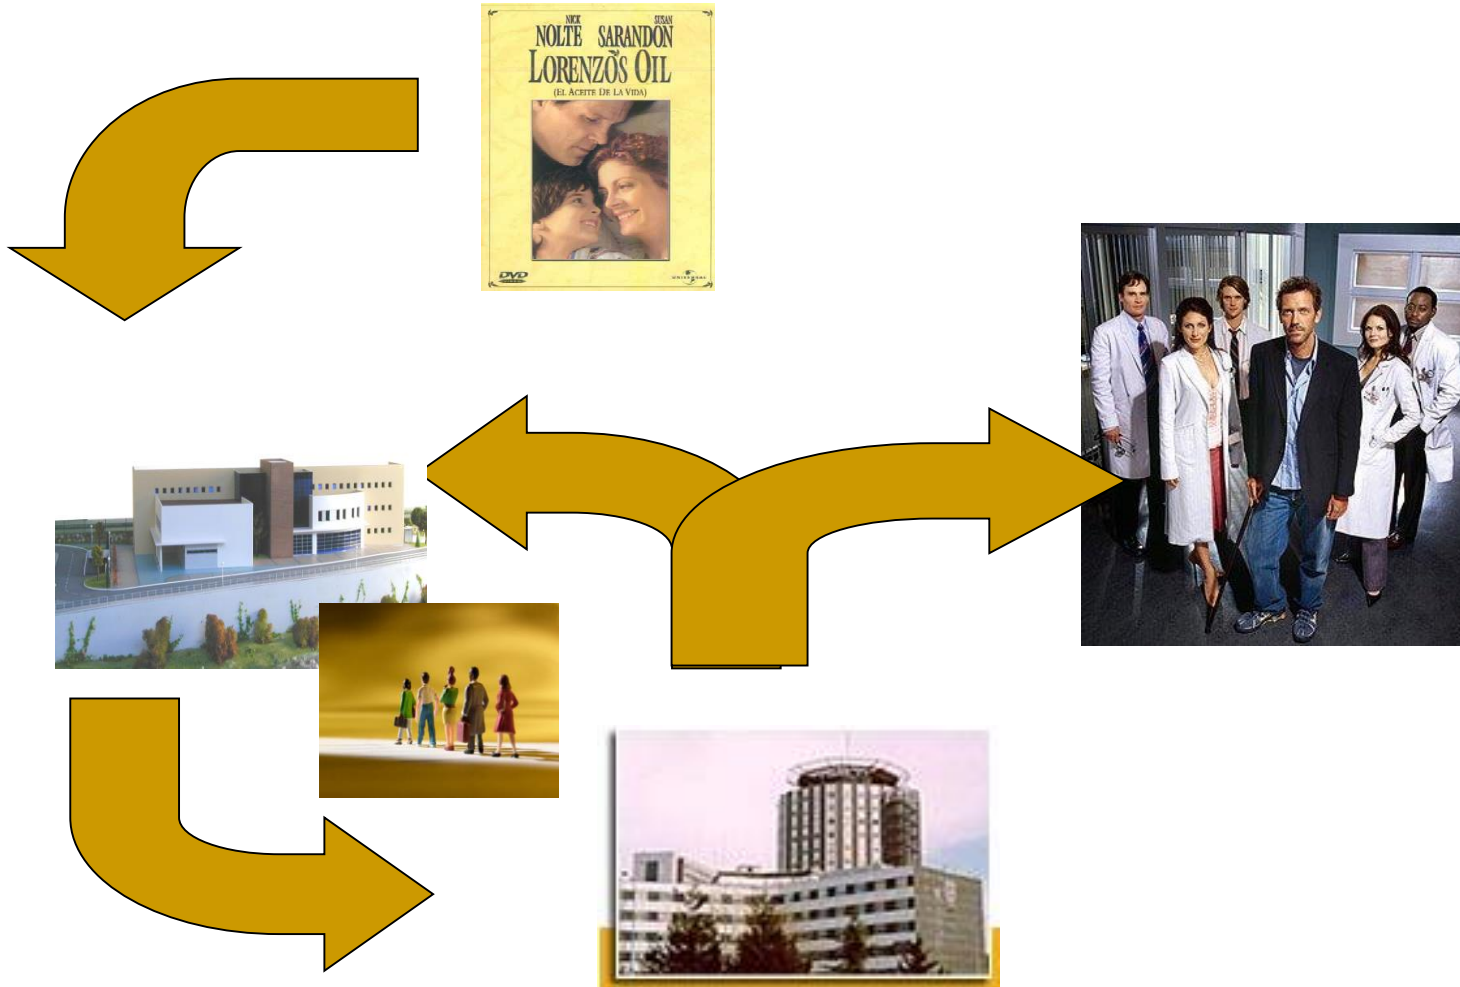 NICK SUSAN
NOLTE SARANDON
LORENZO'S OIL
(EL ACEITE DE LA VIDA)
DVD
UNIVERSAL